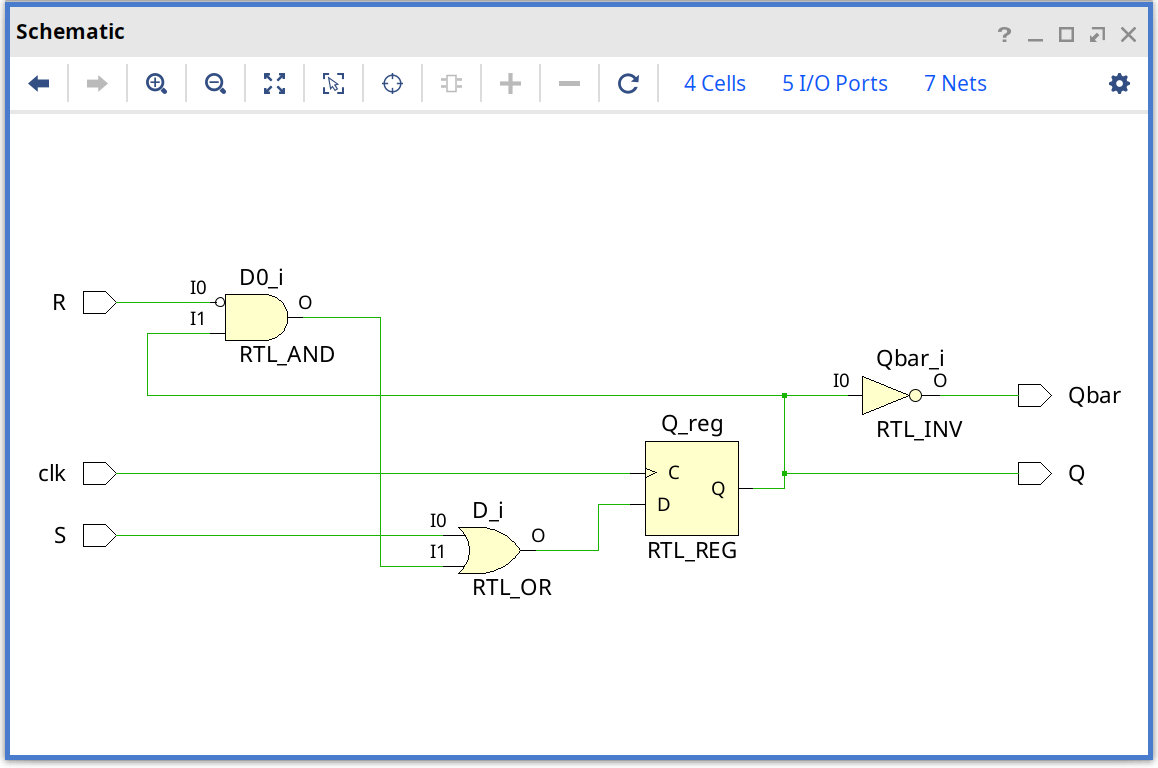 Schematic
?
4 Cells 5 I/O Ports 7 Nets
D0_i
R I0 O
I1
RTL_AND
Qbar_i
I0 O
Qbar
Q_reg RTL_INV
clk C Q
Q
D_i D
I0
S O
I1 RTL_REG
RTL_OR